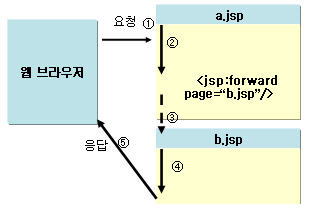 요청 ①
a.jsp
②
웹 브라우저
<jsp:forward
page="b.jsp"/>
③
b.jsp
응답 ⑤
④